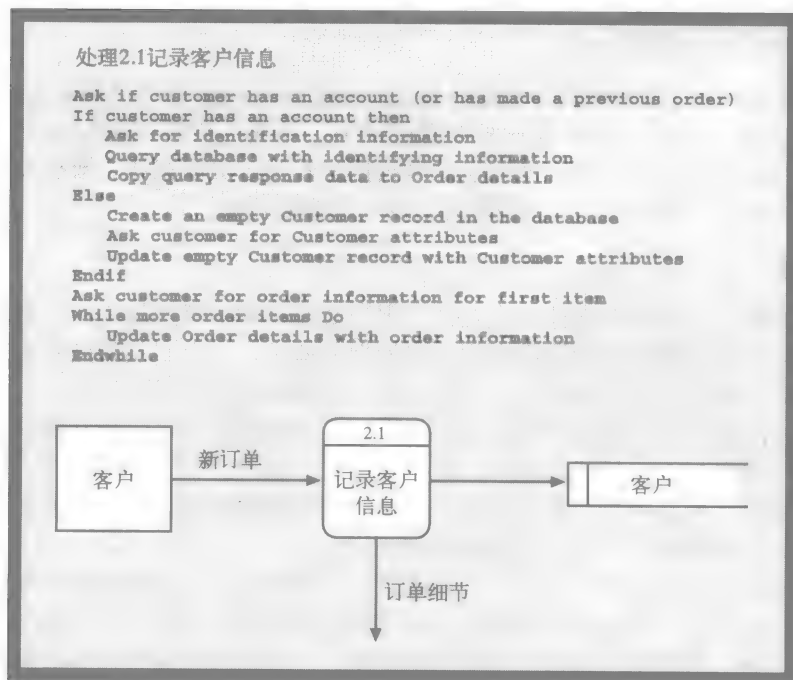 处理2.1记录客户信息
Ask if customer has an account (or has made a previous order)
If customer has an account then
Ask for identification information
Query database with identifying information
Copy query response data to Order details
Else
Create an empty Customer record in the database
Ask customer for Customer attributes
Update empty Customer record with Customer attributes
Endif
Ask customer for order information for first item
While more order items Do
Update Order details with order information
Endwhile
客户
新订单
2.1
记录客户
信息
客户
订单细节